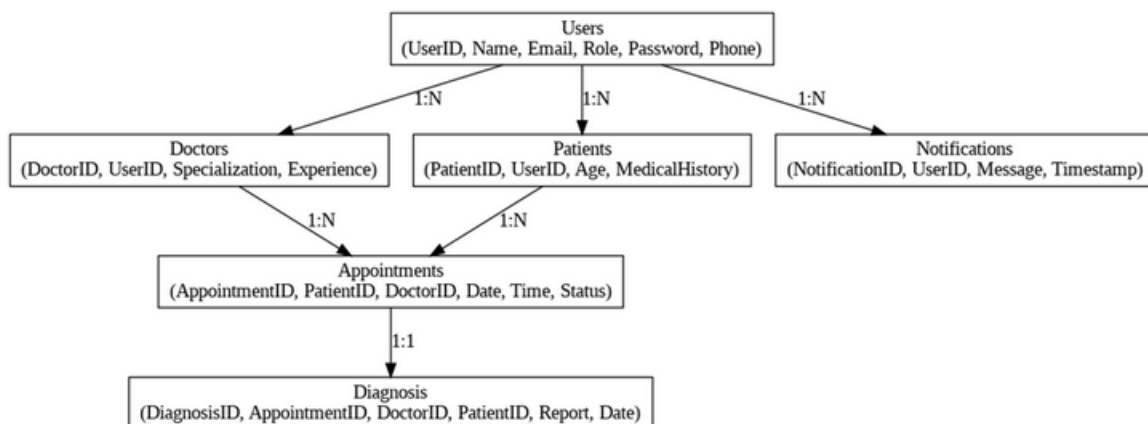 Users
(UserID, Name, Email, Role, Password, Phone)
1:N
1:N
1:N
Doctors
(DoctorID, UserID, Specialization, Experience)
Patients
(PatientID, UserID, Age, MedicalHistory)
Notifications
(NotificationID, UserID, Message, Timestamp)
1:N
1:N
Appointments
(AppointmentID, PatientID, DoctorID, Date, Time, Status)
1:1
Diagnosis
(DiagnosisID, AppointmentID, DoctorID, PatientID, Report, Date)